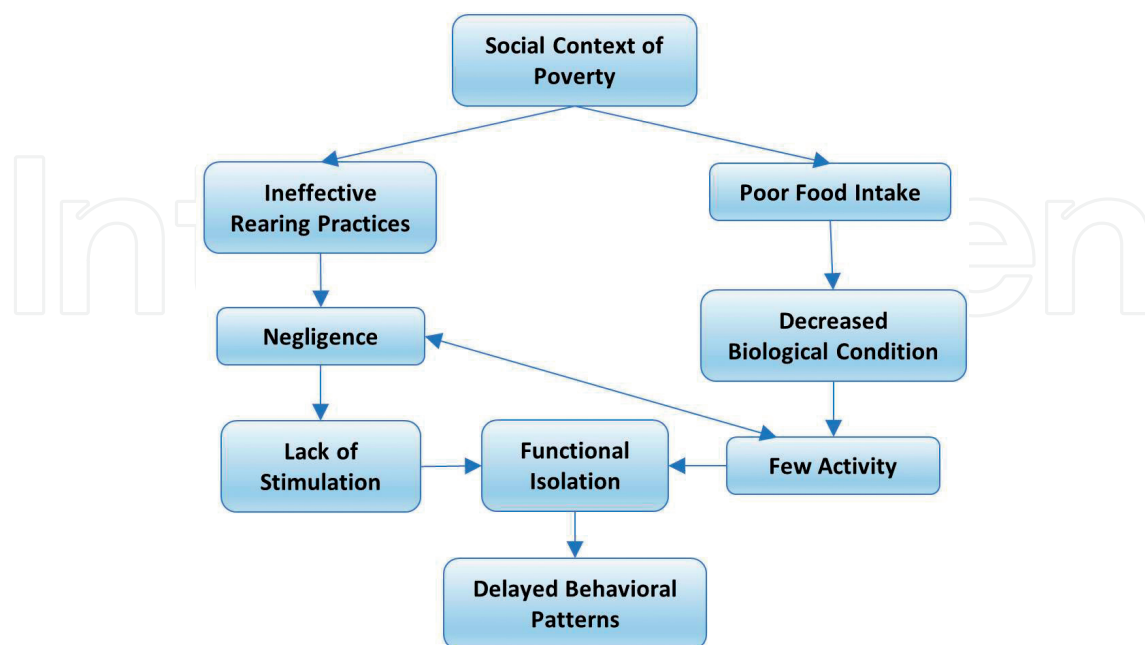 Social Context of
Poverty
Ineffective
Rearing Practices
Poor Food Intake
Negligence
Decreased
Biological Condition
Lack of
Stimulation
Functional
Isolation
Few Activity
Delayed Behavioral
Patterns